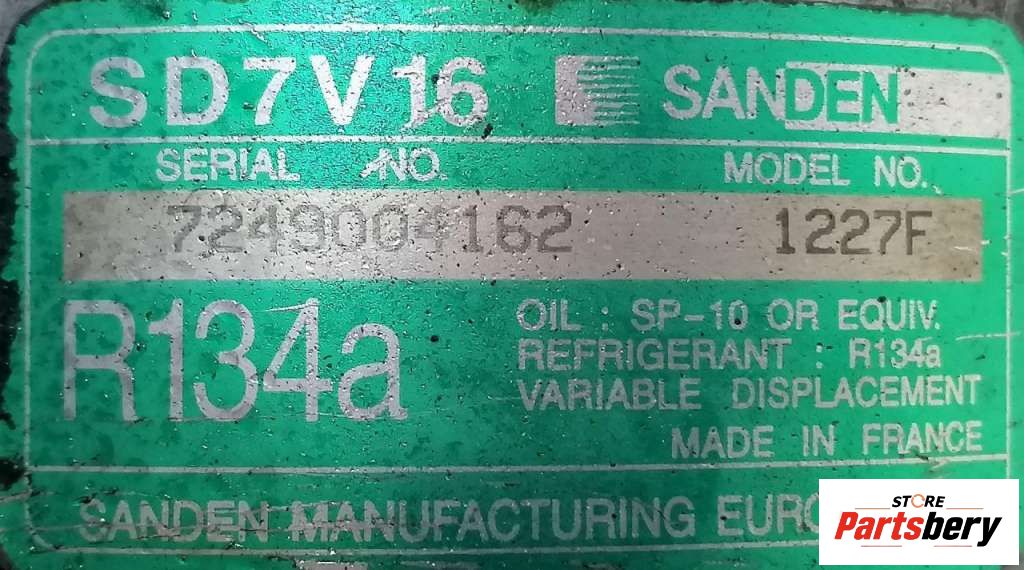 SD7V16 SANDEN
SERIAL NO. MODEL NO.
7249004162 1227F
R134a
OIL : SP-10 OR EQUIV.
REFRIGERANT : R134a
VARIABLE DISPLACEMENT
MADE IN FRANCE
SANDEN MANUFACTURING EURO
STORE
Partsbery